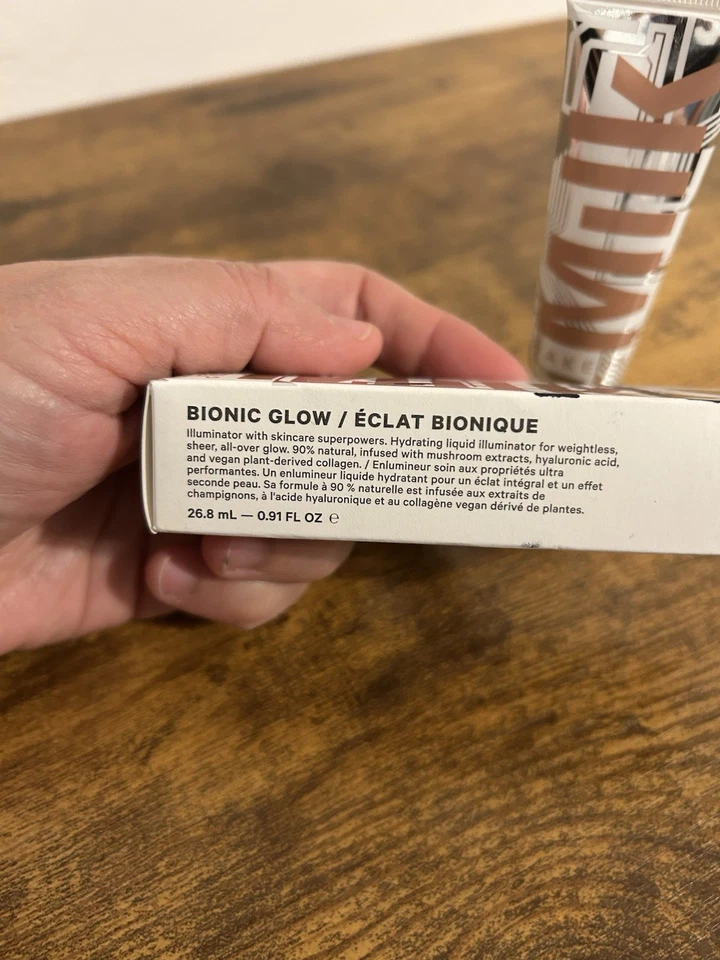 MILK
MAKE
BIONIC GLOW / ÉCLAT BIONIQUE
Illuminator with skincare superpowers. Hydrating liquid illuminator for weightless,
sheer, all-over glow. 90% natural, infused with mushroom extracts, hyaluronic acid,
and vegan plant-derived collagen. / Enlumineur soin aux propriétés ultra
performantes. Un enlumineur liquide hydratant pour un éclat intégral et un effet
seconde peau. Sa formule à 90 % naturelle est infusée aux extraits de
champignons, à l'acide hyaluronique et au collagène vegan dérivé de plantes.
26.8 mL — 0.91 FL OZ ℮